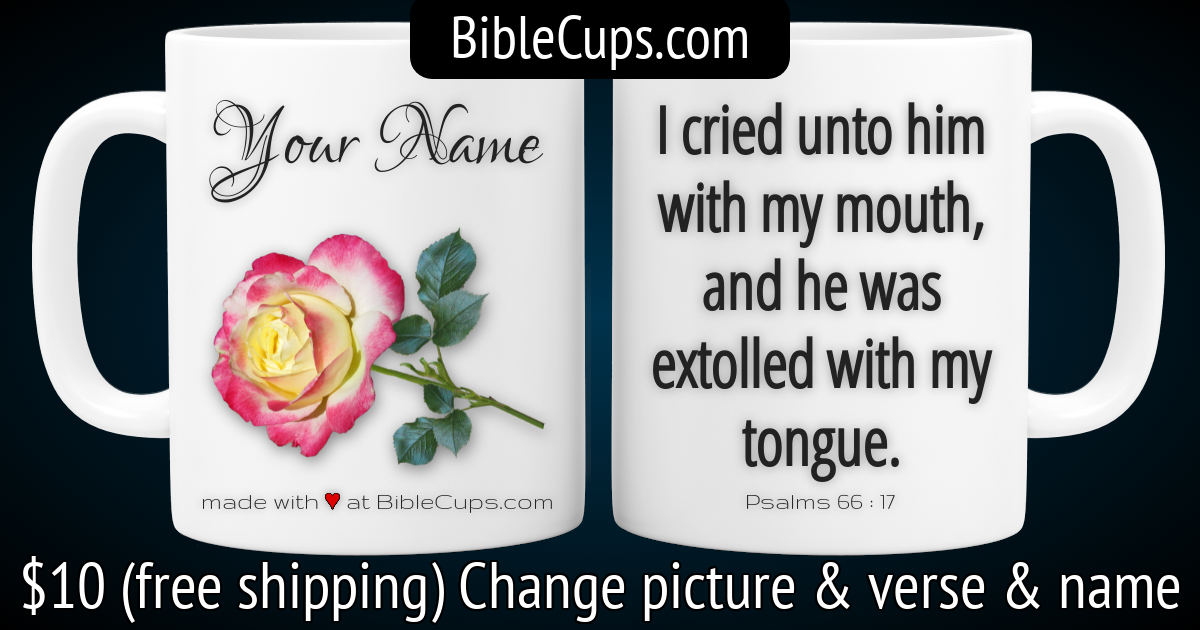 BibleCups.com
Your Name
made with ♥ at BibleCups.com
I cried unto him
with my mouth,
and he was
extolled with my
tongue.
Psalms 66 : 17
$10 (free shipping) Change picture & verse & name